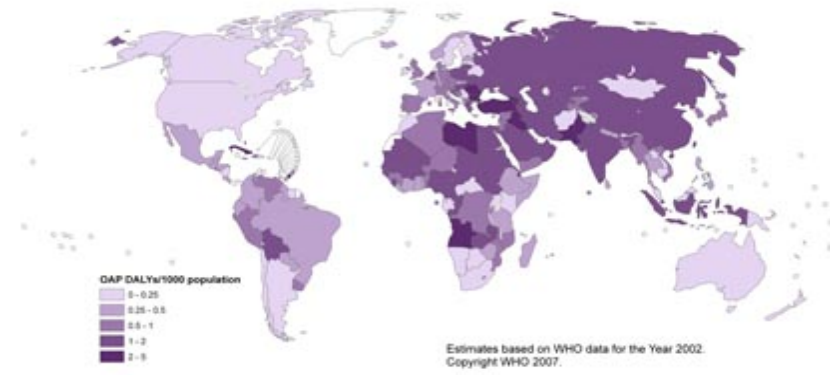 OAP DALYs/1000 population
0 - 0.25
0.25 - 0.5
0.5 - 1
1 - 2
2 - 5
Estimates based on WHO data for the Year 2002.
Copyright WHO 2007.